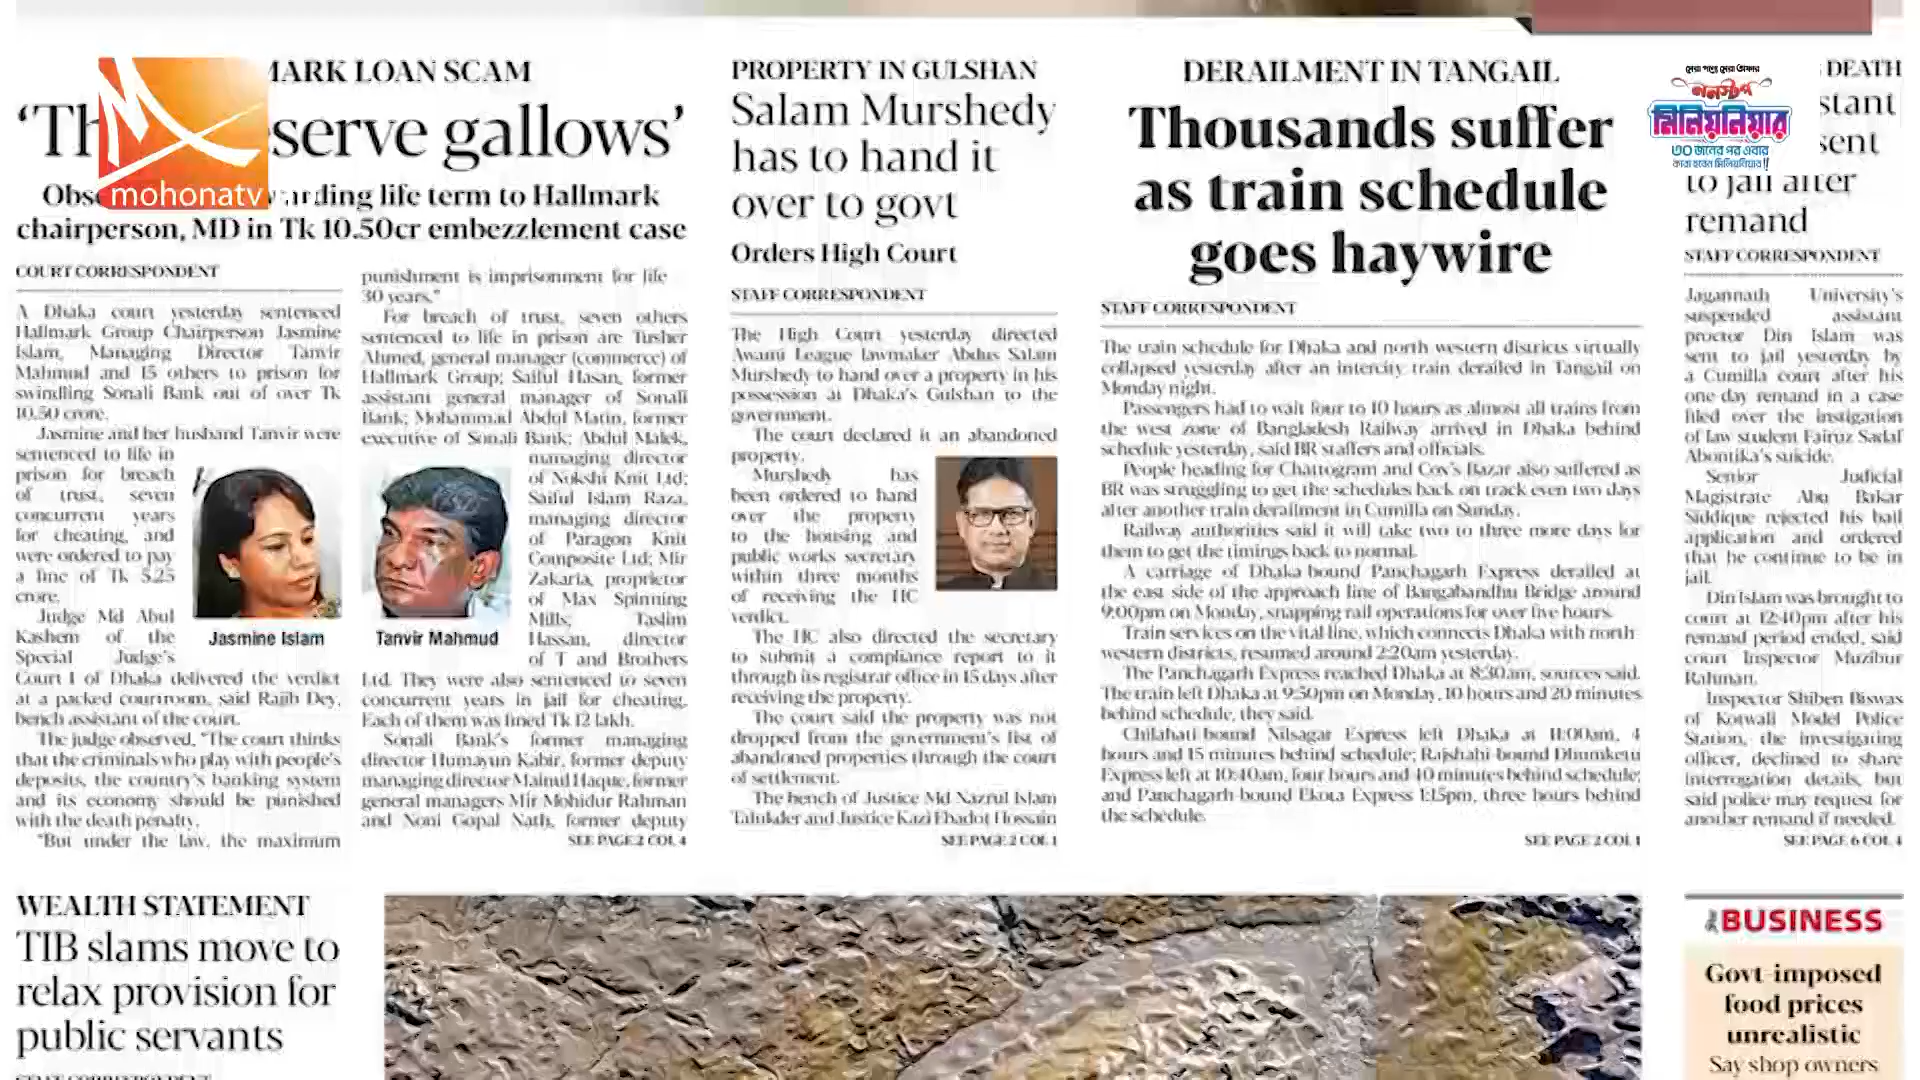 MARK LOAN SCAM
serve gallows'
arding life term to Hallmark
chairperson, MD in Tk 10.50cr embezzlement case
mohonatv
COURT CORRESPONDENT
A Dhaka court yesterday sentenced
Hallmark Group Chairperson Jasmine
Islam, Managing Director Tanvir
Mahmud and 15 others to prison for
swindling Sonali Bank out of over Tk
10.50 crore.
Jasmine and her husband Tanvir were
sentenced to life in
prison for breach
of trust, seven
concurrent years
for cheating, and
were ordered to pay
a fine of Tk 5.25
crore.
Judge Md Abul
Kashem of the
Special Judge's
Court 1 of Dhaka delivered the verdict
at a packed courtroom, said Rajib Dey,
bench assistant of the court.
The judge observed, "The court thinks
that the criminals who play with people's
deposits, the country's banking system
and its economy should be punished
with the death penalty.
"But under the law, the maximum
Jasmine Islam
punishment is imprisonment for life
30 years."
For breach of trust, seven others
sentenced to life in prison are Tusher
Ahmed, general manager (commerce) of
Hallmark Group; Saiful Hasan, former
assistant general manager of Sonali
Bank; Mohammad Abdul Matin, former
executive of Sonali Bank; Abdul Malek,
managing director
of Nokshi Knit Ltd;
Saiful Islam Raza,
managing director
of Paragon Knit
Composite Ltd; Mir
Zakaria, proprietor
of Max Spinning
Mills; Taslim
Hassan, director
of T and Brothers
Tanvir Mahmud
Ltd. They were also sentenced to seven
concurrent years in jail for cheating.
Each of them was fined Tk 12 lakh.
Sonali Bank's former managing
director Humayun Kabir, former deputy
managing director Mainul Haque, former
general managers Mir Mohidur Rahman
and Noni Gopal Nath, former deputy
SEE PAGE 2 COL 4
PROPERTY IN GULSHAN
Salam Murshedy
has to hand it
over to govt
Orders High Court
STAFF CORRESPONDENT
The High Court yesterday directed
Awami League lawmaker Abdus Salam
Murshedy to hand over a property in his
possession at Dhaka's Gulshan to the
government.
The court declared it an abandoned
property.
Murshedy has
been ordered to hand
over the property
to the housing and
public works secretary
within three months
of receiving the HC
verdict.
The HC also directed the secretary
to submit a compliance report to it
through its registrar office in 15 days after
receiving the property.
The court said the property was not
dropped from the government's list of
abandoned properties through the court
of settlement.
The bench of Justice Md Nazrul Islam
Talukder and Justice Kazi Ebadot Hossain
SEE PAGE 2 COL 1
DERAILMENT IN TANGAIL
Thousands suffer
as train schedule
goes haywire
STAFF CORRESPONDENT
The train schedule for Dhaka and north western districts virtually
collapsed yesterday after an intercity train derailed in Tangail on
Monday night.
Passengers had to wait four to 10 hours as almost all trains from
the west zone of Bangladesh Railway arrived in Dhaka behind
schedule yesterday, said BR staffers and officials.
People heading for Chattogram and Cox's Bazar also suffered as
BR was struggling to get the schedules back on track even two days
after another train derailment in Cumilla on Sunday.
Railway authorities said it will take two to three more days for
them to get the timings back to normal.
A carriage of Dhaka-bound Panchagarh Express derailed at
the east side of the approach line of Bangabandhu Bridge around
9:00pm on Monday, snapping rail operations for over five hours.
Train services on the vital line, which connects Dhaka with north-
western districts, resumed around 2:20am yesterday.
The Panchagarh Express reached Dhaka at 8:30am, sources said.
The train left Dhaka at 9:50pm on Monday, 10 hours and 20 minutes
behind schedule, they said.
Chilahati-bound Nilsagar Express left Dhaka at 11:00am, 4
hours and 15 minutes behind schedule; Rajshahi-bound Dhumketu
Express left at 10:40am, four hours and 40 minutes behind schedule;
and Panchagarh-bound Ekota Express 1:15pm, three hours behind
the schedule.
SEE PAGE 2 COL 1
ননস্টপ
মিলিয়নিয়ার
৩০ জনের পর এবার
কারা হবেন মিলিয়নিয়ার!!
DEATH
stant
sent
to jail after
remand
STAFF CORRESPONDENT
Jagannath University's
suspended assistant
proctor Din Islam was
sent to jail yesterday by
a Cumilla court after his
one-day remand in a case
filed over the instigation
of law student Fairuz Sadaf
Abontika's suicide.
Senior Judicial
Magistrate Abu Bakar
Siddique rejected his bail
application and ordered
that he continue to be in
jail.
Din Islam was brought to
court at 12:40pm after his
remand period ended, said
court Inspector Muzibur
Rahman.
Inspector Shiben Biswas
of Kotwali Model Police
Station, the investigating
officer, declined to share
interrogation details, but
said police may request for
another remand if needed.
SEE PAGE 6 COL 4
WEALTH STATEMENT
TIB slams move to
relax provision for
public servants
BUSINESS
Govt-imposed
food prices
unrealistic
Say shop owners